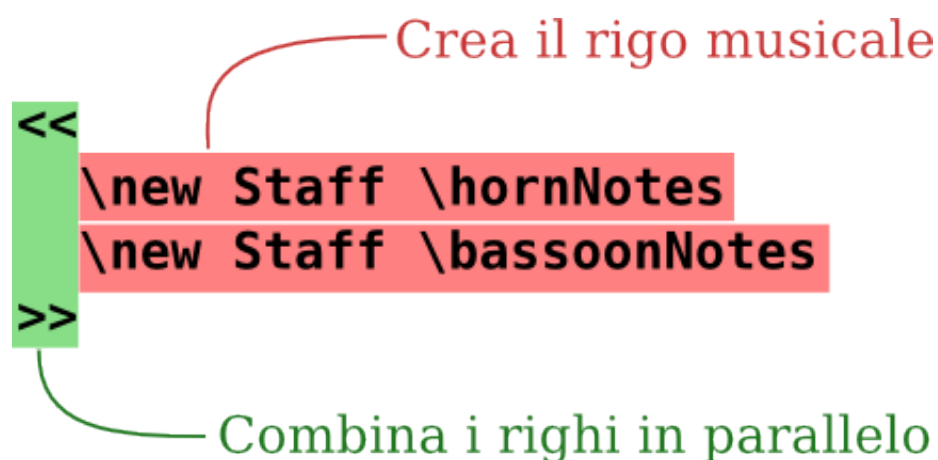 Crea il rigo musicale
<<
\new Staff \hornNotes
\new Staff \bassoonNotes
>>
Combina i righi in parallelo